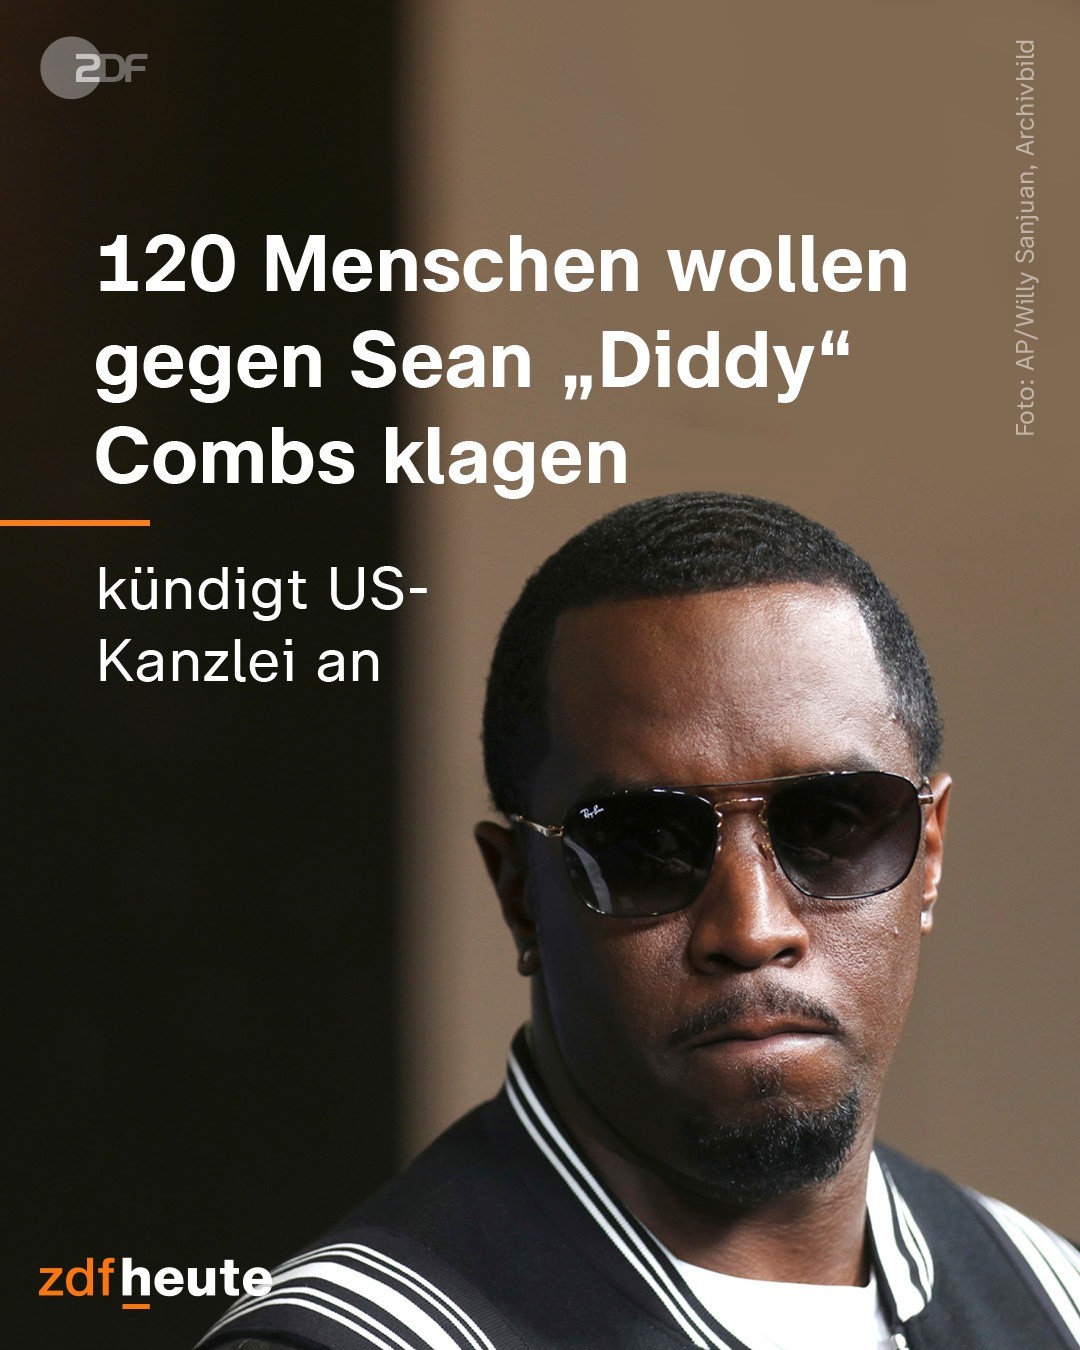 ZDF
Foto: AP/Willy Sanjuan, Archivbild
120 Menschen wollen
gegen Sean „Diddy“
Combs klagen
kündigt US-
Kanzlei an
Ray-Ban
zdfheute